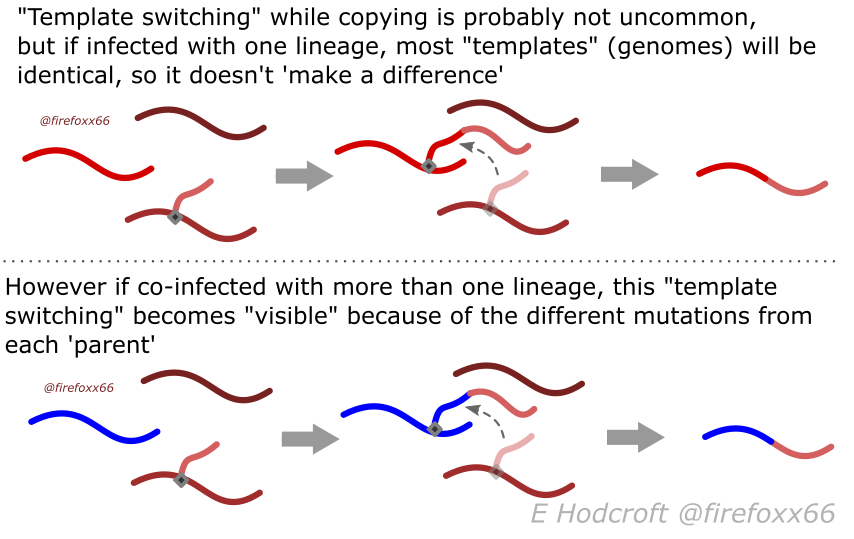 "Template switching" while copying is probably not uncommon,
but if infected with one lineage, most "templates" (genomes) will be
identical, so it doesn't 'make a difference'
@firefoxx66
However if co-infected with more than one lineage, this "template
switching" becomes "visible" because of the different mutations from
each 'parent'
@firefoxx66
E Hodcroft @firefoxx66